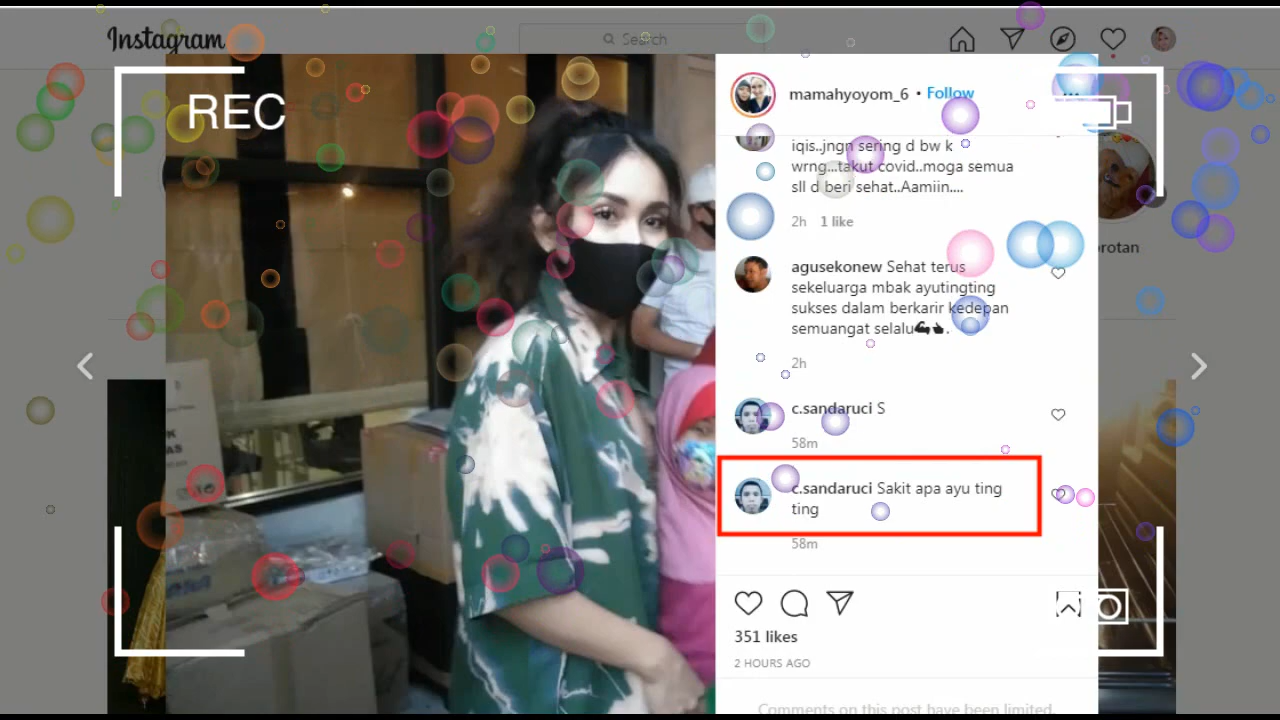 Instagram
Search
REC
mamahyoyom_6 • Follow
iqis..jngn sering d bw k
wrng...takut covid..moga semua
sll d beri sehat..Aamiin....
2h 1 like
agusekonew Sehat terus
sekeluarga mbak ayutingting
sukses dalam berkarir kedepan
semuangat selalu💪👍.
2h
c.sandaruci S
58m
c.sandaruci Sakit apa ayu ting
ting
58m
351 likes
2 HOURS AGO
Comments on this post have been limited.
orotan